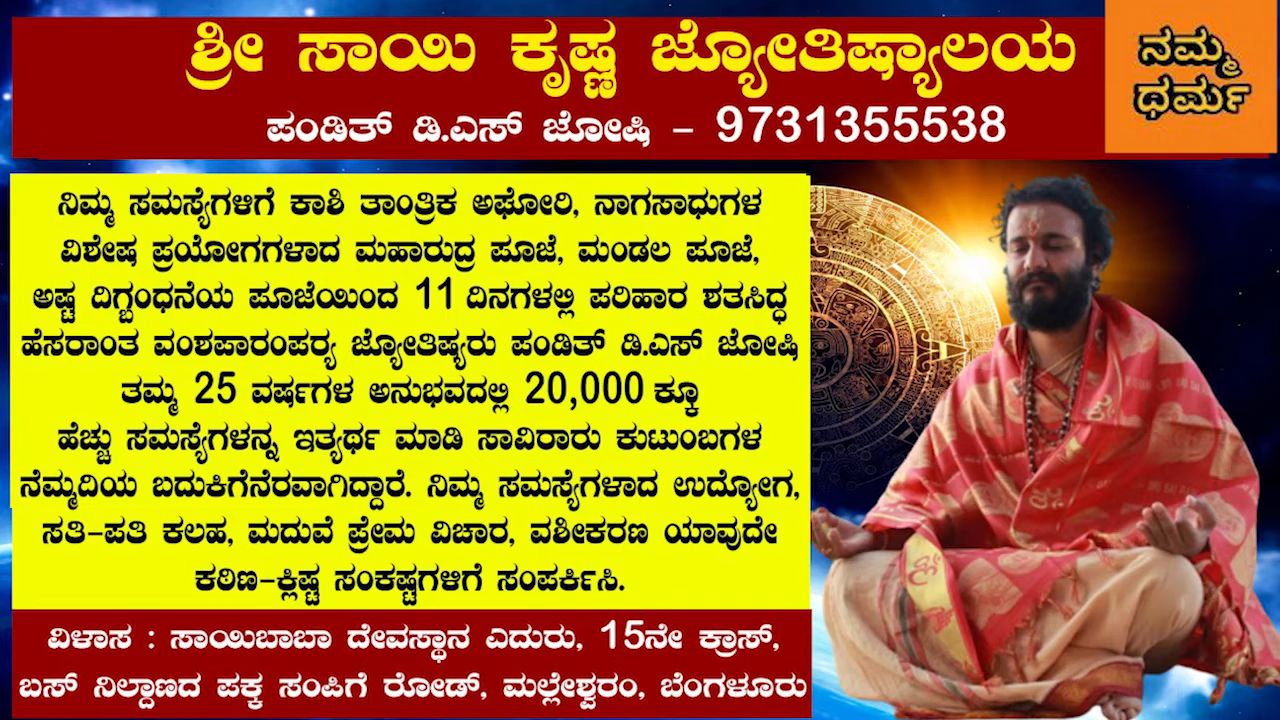 ಶ್ರೀ ಸಾಯಿ ಕೃಷ್ಣ ಜ್ಯೋತಿಷ್ಯಾಲಯ
ಪಂಡಿತ್ ಡಿ.ಎಸ್ ಜೋಷಿ – 9731355538
ನಮ್ಮ
ಧರ್ಮ
ನಿಮ್ಮ ಸಮಸ್ಯೆಗಳಿಗೆ ಕಾಶಿ ತಾಂತ್ರಿಕ ಅಘೋರಿ, ನಾಗಸಾಧುಗಳ
ವಿಶೇಷ ಪ್ರಯೋಗಗಳಾದ ಮಹಾರುದ್ರ ಪೂಜೆ, ಮಂಡಲ ಪೂಜೆ,
ಅಷ್ಟ ದಿಗ್ಬಂಧನೆಯ ಪೂಜೆಯಿಂದ 11 ದಿನಗಳಲ್ಲಿ ಪರಿಹಾರ ಶತಸಿದ್ಧ
ಹೆಸರಾಂತ ವಂಶಪಾರಂಪರ್‍ಯ ಜ್ಯೋತಿಷ್ಯರು ಪಂಡಿತ್ ಡಿ.ಎಸ್ ಜೋಷಿ
ತಮ್ಮ 25 ವರ್ಷಗಳ ಅನುಭವದಲ್ಲಿ 20,000 ಕ್ಕೂ
ಹೆಚ್ಚು ಸಮಸ್ಯೆಗಳನ್ನ ಇತ್ಯರ್ಥ ಮಾಡಿ ಸಾವಿರಾರು ಕುಟುಂಬಗಳ
ನೆಮ್ಮದಿಯ ಬದುಕಿಗೆನೆರವಾಗಿದ್ದಾರೆ. ನಿಮ್ಮ ಸಮಸ್ಯೆಗಳಾದ ಉದ್ಯೋಗ,
ಸತಿ-ಪತಿ ಕಲಹ, ಮದುವೆ ಪ್ರೇಮ ವಿಚಾರ, ವಶೀಕರಣ ಯಾವುದೇ
ಕಠಿಣ-ಕ್ಲಿಷ್ಟ ಸಂಕಷ್ಟಗಳಿಗೆ ಸಂಪರ್ಕಿಸಿ.
ವಿಳಾಸ : ಸಾಯಿಬಾಬಾ ದೇವಸ್ಥಾನ ಎದುರು, 15ನೇ ಕ್ರಾಸ್,
ಬಸ್ ನಿಲ್ದಾಣದ ಪಕ್ಕ ಸಂಪಿಗೆ ರೋಡ್, ಮಲ್ಲೇಶ್ವರಂ, ಬೆಂಗಳೂರು